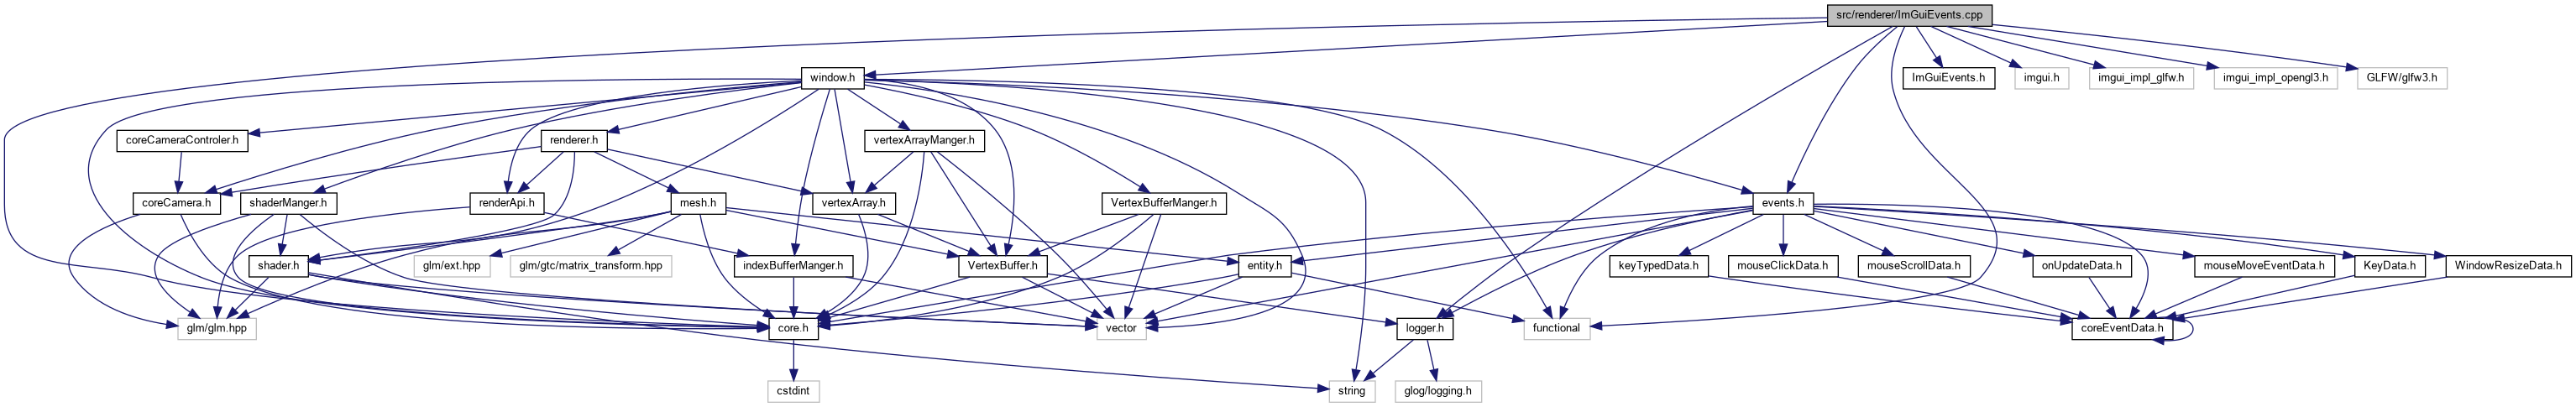 src/renderer/ImGuiEvents.cpp
window.h
ImGuiEvents.h
imgui.h
imgui_impl_glfw.h
imgui_impl_opengl3.h
GLFW/glfw3.h
coreCameraControler.h
renderer.h
vertexArrayManger.h
coreCamera.h
shaderManger.h
renderApi.h
mesh.h
vertexArray.h
VertexBufferManger.h
events.h
shader.h
glm/ext.hpp
glm/gtc/matrix_transform.hpp
indexBufferManger.h
VertexBuffer.h
entity.h
keyTypedData.h
mouseClickData.h
mouseScrollData.h
onUpdateData.h
mouseMoveEventData.h
KeyData.h
WindowResizeData.h
glm/glm.hpp
core.h
vector
logger.h
functional
coreEventData.h
cstdint
string
glog/logging.h